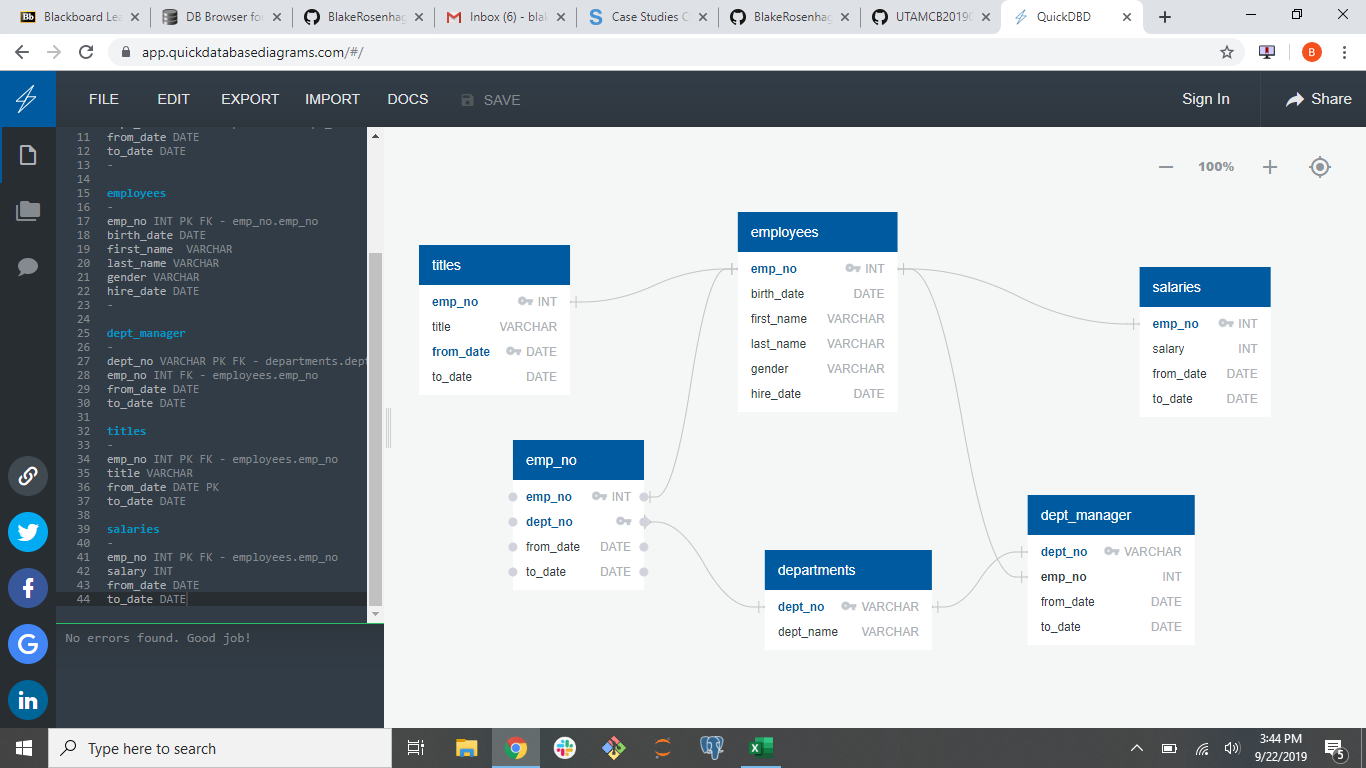 Blackboard Lea
DB Browser fo
BlakeRosenhag
Inbox (6) - blak
Case Studies C
BlakeRosenhag
UTAMCB20190
QuickDBD
app.quickdatabasediagrams.com/#/
B
FILE EDIT EXPORT IMPORT DOCS SAVE
Sign In Share
11 from_date DATE
12 to_date DATE
13 -
14
15 employees
16 -
17 emp_no INT PK FK - emp_no.emp_no
18 birth_date DATE
19 first_name  VARCHAR
20 last_name VARCHAR
21 gender VARCHAR
22 hire_date DATE
23 -
24
25 dept_manager
26 -
27 dept_no VARCHAR PK FK - departments.dept
28 emp_no INT FK - employees.emp_no
29 from_date DATE
30 to_date DATE
31
32 titles
33 -
34 emp_no INT PK FK - employees.emp_no
35 title VARCHAR
36 from_date DATE PK
37 to_date DATE
38
39 salaries
40 -
41 emp_no INT PK FK - employees.emp_no
42 salary INT
43 from_date DATE
44 to_date DATE
No errors found. Good job!
100%
titles
emp_no INT
title VARCHAR
from_date DATE
to_date DATE
employees
emp_no INT
birth_date DATE
first_name VARCHAR
last_name VARCHAR
gender VARCHAR
hire_date DATE
salaries
emp_no INT
salary INT
from_date DATE
to_date DATE
emp_no
emp_no INT
dept_no
from_date DATE
to_date DATE
departments
dept_no VARCHAR
dept_name VARCHAR
dept_manager
dept_no VARCHAR
emp_no INT
from_date DATE
to_date DATE
Type here to search
3:44 PM
9/22/2019
5